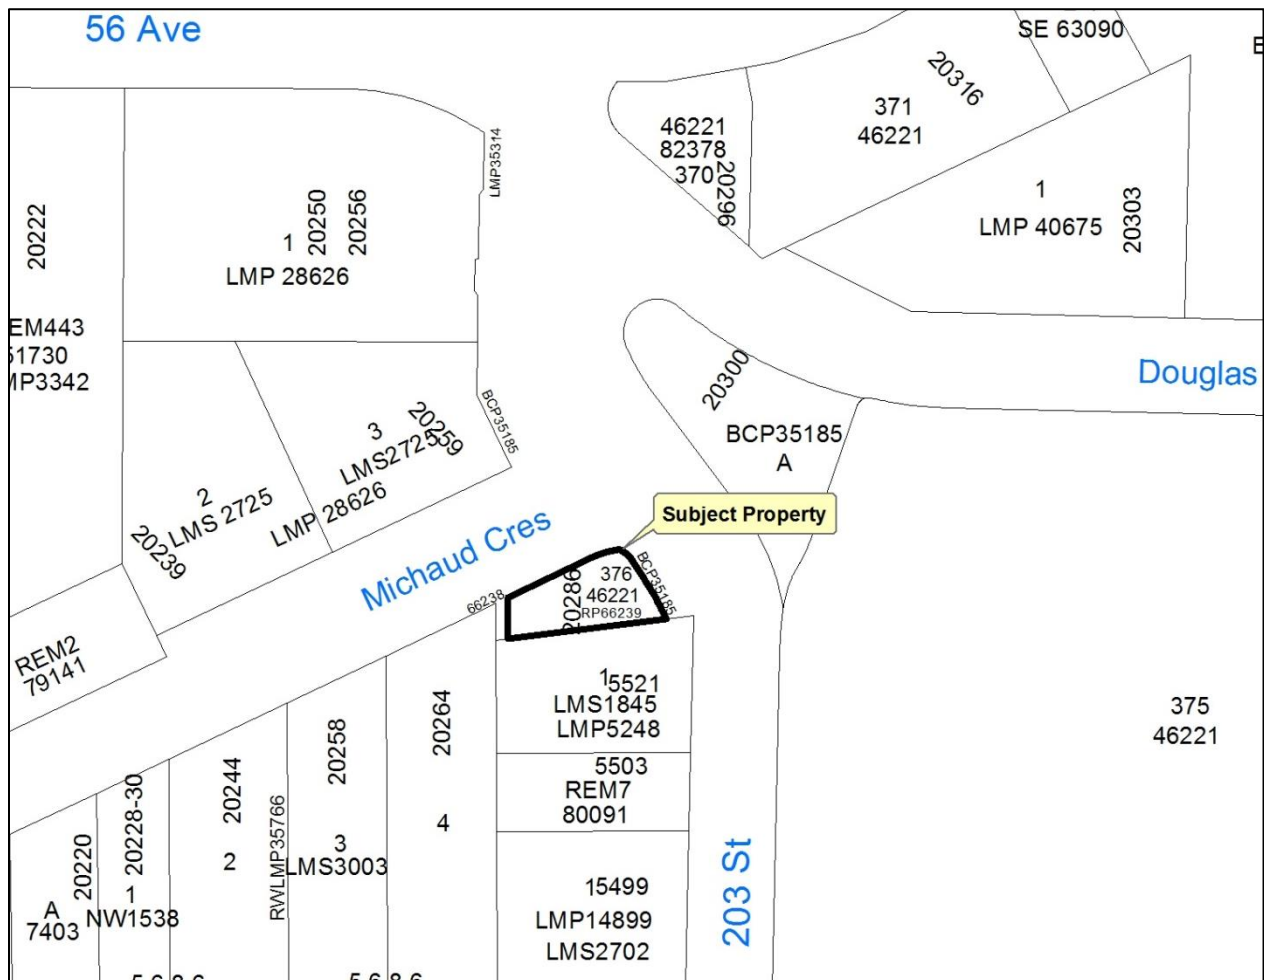 56 Ave
SE 63090
20316
371
46221
46221
82378
370
20296
LMP35314
1
LMP 40675
20303
20222
20250
20256
1
LMP 28626
EM443
51730
MP3342
Douglas
20300
BCP35185
A
BCP35185
20259
3
LMS2725
LMP 28626
2
LMS 2725
20239
Subject Property
Michaud Cres
66238
20286
376
46221
RP66239
BCP35185
REM2
79141
1
5521
LMS1845
LMP5248
375
46221
20264
4
20258
3
LMS3003
RWLMP35766
20244
2
5503
REM7
80091
20228-30
1
NW1538
20220
A
7403
203 St
15499
LMP14899
LMS2702